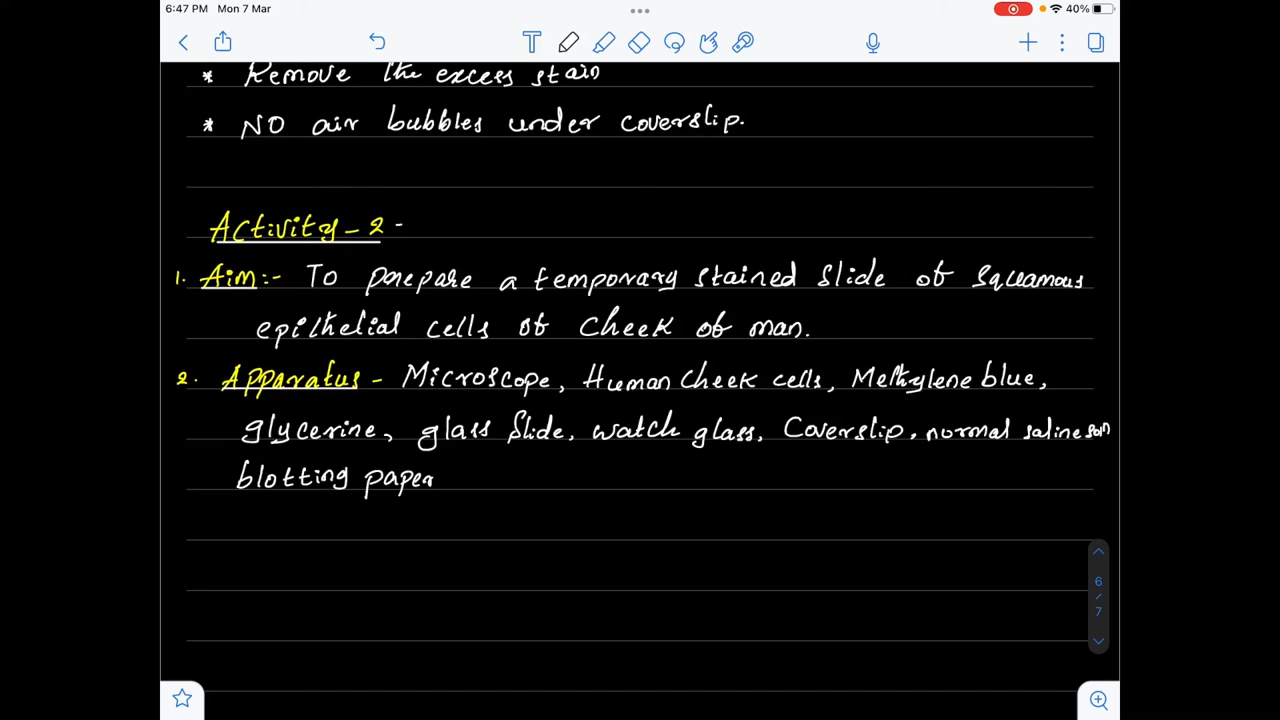 6:47 PM Mon 7 Mar
40%
* Remove the excess stain
* NO air bubbles under coverslip.
Activity - 2 -
1. Aim:- To prepare a temporary stained slide of squamous
epithelial cells of cheek of man.
2. Apparatus - Microscope, Human cheek cells, Methylene blue,
glycerine, glass slide, watch glass, Coverslip, normal saline soln
blotting paper
6
/
7